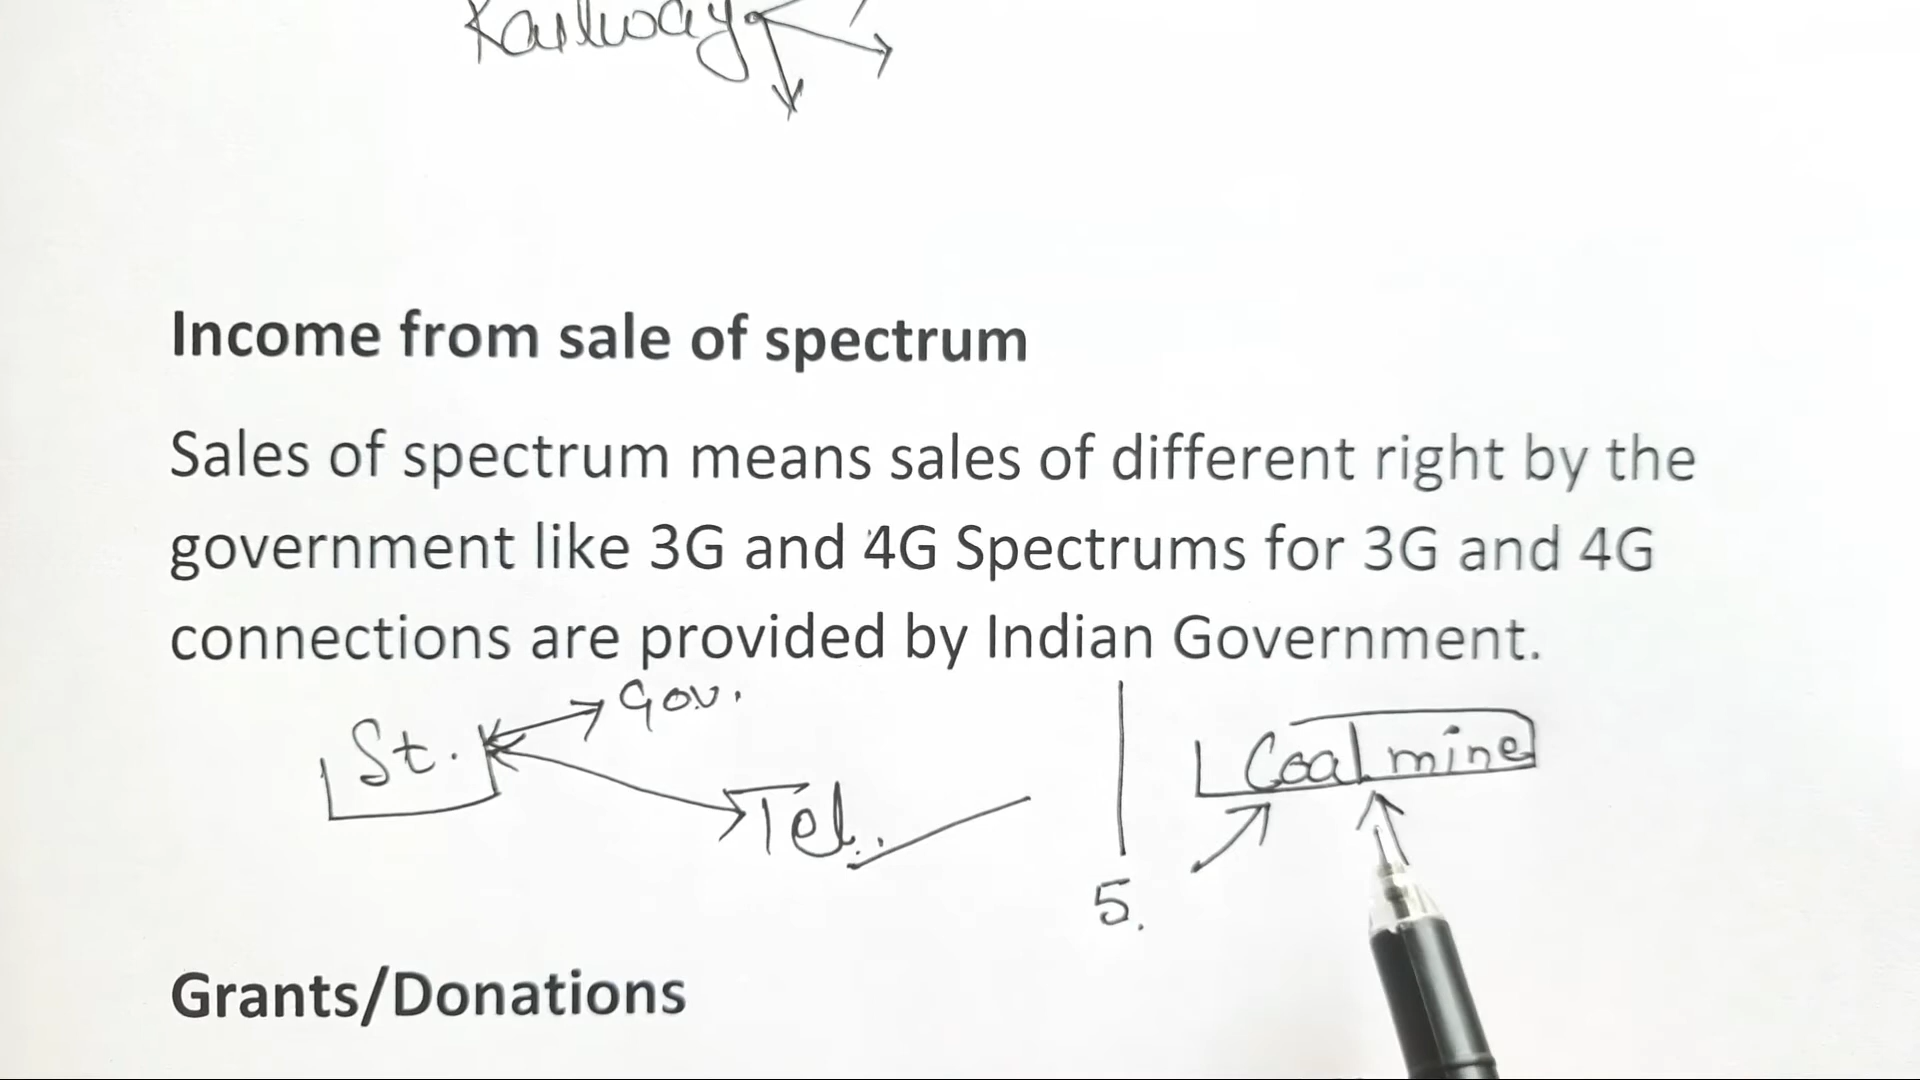 Railway
Income from sale of spectrum
Sales of spectrum means sales of different right by the
government like 3G and 4G Spectrums for 3G and 4G
connections are provided by Indian Government.
St. Gov. Coal mine
Tel.
5.
Grants/Donations